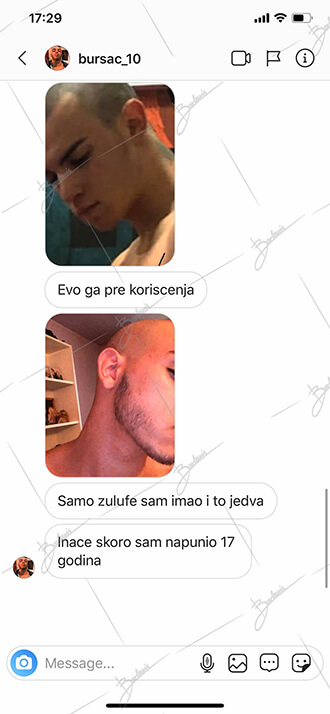 17:29
bursac_10
Evo ga pre koriscenja
Samo zulufe sam imao i to jedva
Inace skoro sam napunio 17
godina
Message...